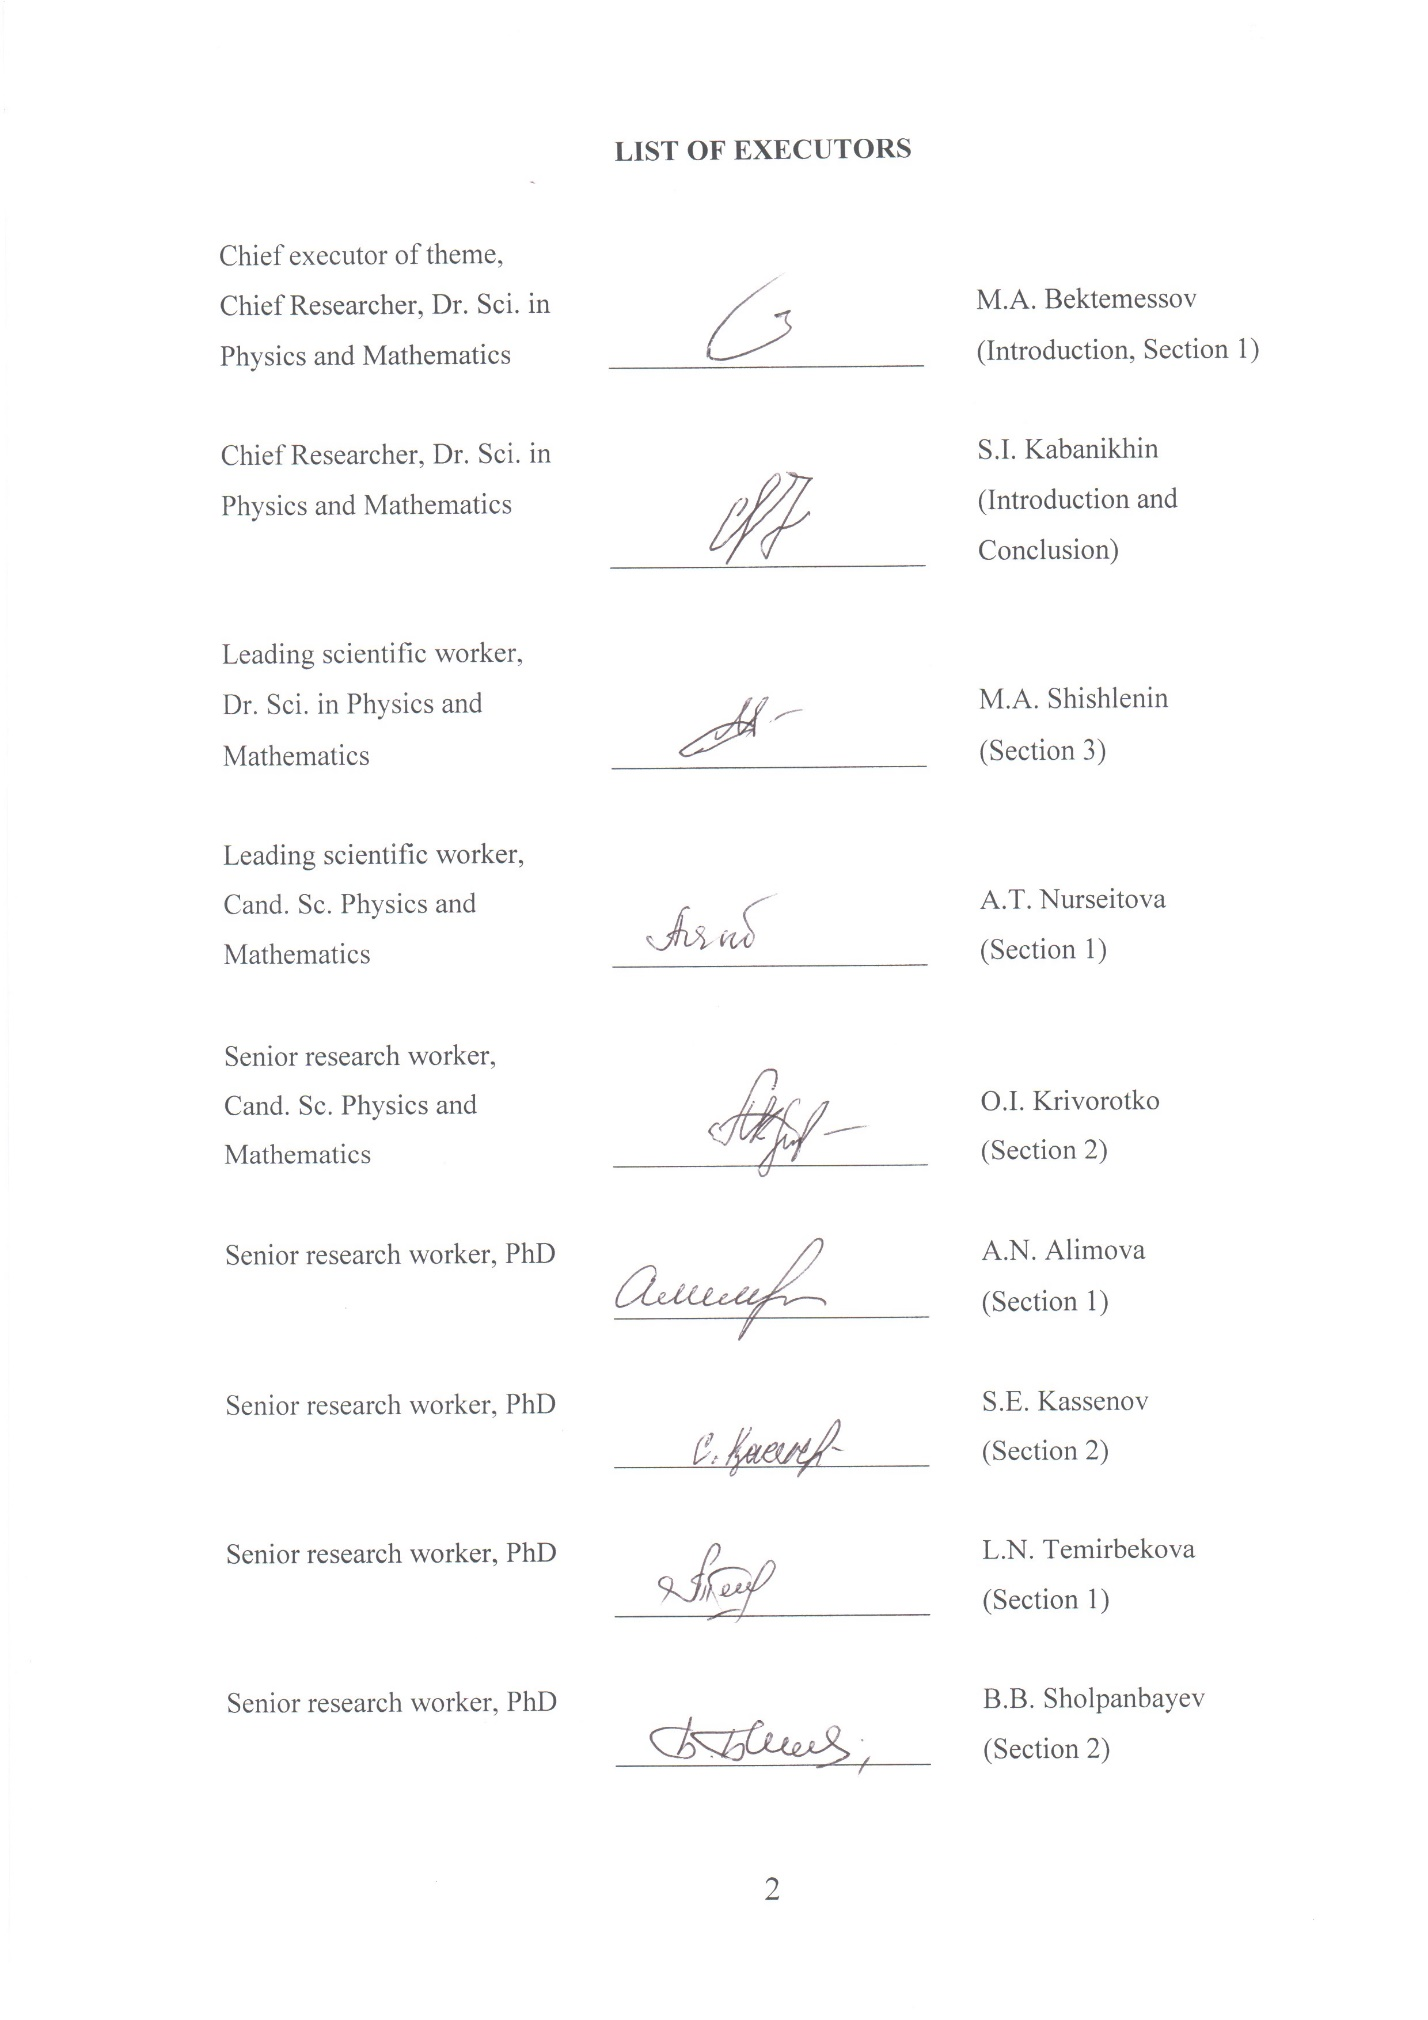 LIST OF EXECUTORS
Chief executor of theme,
Chief Researcher, Dr. Sci. in
Physics and Mathematics
M.A. Bektemessov
(Introduction, Section 1)
Chief Researcher, Dr. Sci. in
Physics and Mathematics
S.I. Kabanikhin
(Introduction and
Conclusion)
Leading scientific worker,
Dr. Sci. in Physics and
Mathematics
M.A. Shishlenin
(Section 3)
Leading scientific worker,
Cand. Sc. Physics and
Mathematics
A.T. Nurseitova
(Section 1)
Senior research worker,
Cand. Sc. Physics and
Mathematics
O.I. Krivorotko
(Section 2)
Senior research worker, PhD
A.N. Alimova
(Section 1)
Senior research worker, PhD
S.E. Kassenov
(Section 2)
Senior research worker, PhD
L.N. Temirbekova
(Section 1)
Senior research worker, PhD
B.B. Sholpanbayev
(Section 2)
2